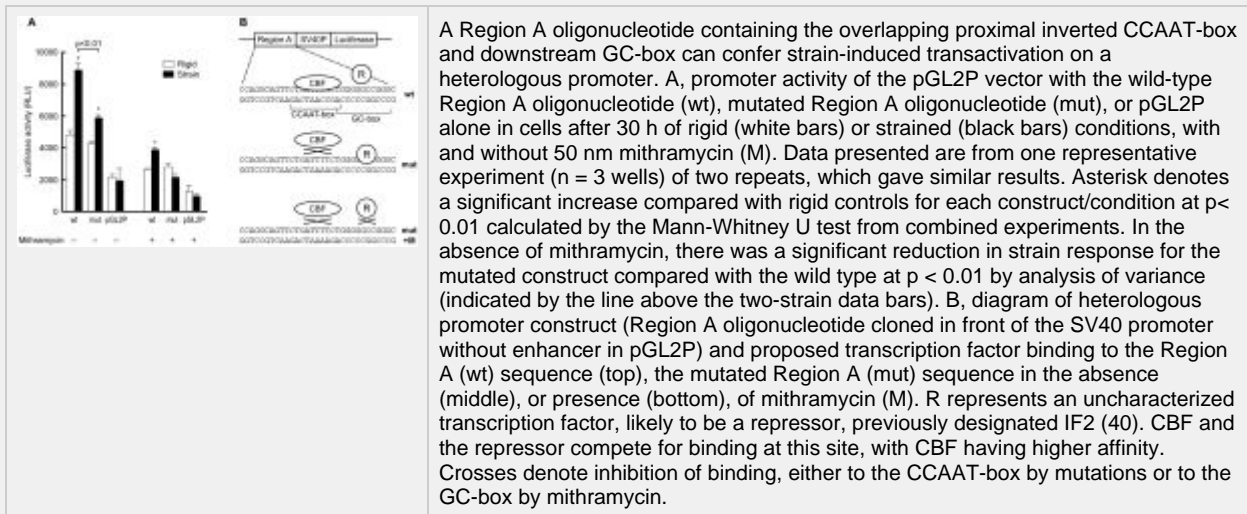 A
B
10000
8000
6000
4000
2000
0
Luciferase activity (RLU)
p<0.01
Rigid
Strain
*
*
*
wt mut pGL2P wt mut pGL2P
Mithramycin - - - + + +
Region A SV40P Luciferase
CBF R
wt
CCAAT-box GC-box
CBF R
mut
CBF R
mut
+M
A Region A oligonucleotide containing the overlapping proximal inverted CCAAT-box
and downstream GC-box can confer strain-induced transactivation on a
heterologous promoter. A, promoter activity of the pGL2P vector with the wild-type
Region A oligonucleotide (wt), mutated Region A oligonucleotide (mut), or pGL2P
alone in cells after 30 h of rigid (white bars) or strained (black bars) conditions, with
and without 50 nm mithramycin (M). Data presented are from one representative
experiment (n = 3 wells) of two repeats, which gave similar results. Asterisk denotes
a significant increase compared with rigid controls for each construct/condition at p<
0.01 calculated by the Mann-Whitney U test from combined experiments. In the
absence of mithramycin, there was a significant reduction in strain response for the
mutated construct compared with the wild type at p < 0.01 by analysis of variance
(indicated by the line above the two-strain data bars). B, diagram of heterologous
promoter construct (Region A oligonucleotide cloned in front of the SV40 promoter
without enhancer in pGL2P) and proposed transcription factor binding to the Region
A (wt) sequence (top), the mutated Region A (mut) sequence in the absence
(middle), or presence (bottom), of mithramycin (M). R represents an uncharacterized
transcription factor, likely to be a repressor, previously designated IF2 (40). CBF and
the repressor compete for binding at this site, with CBF having higher affinity.
Crosses denote inhibition of binding, either to the CCAAT-box by mutations or to the
GC-box by mithramycin.